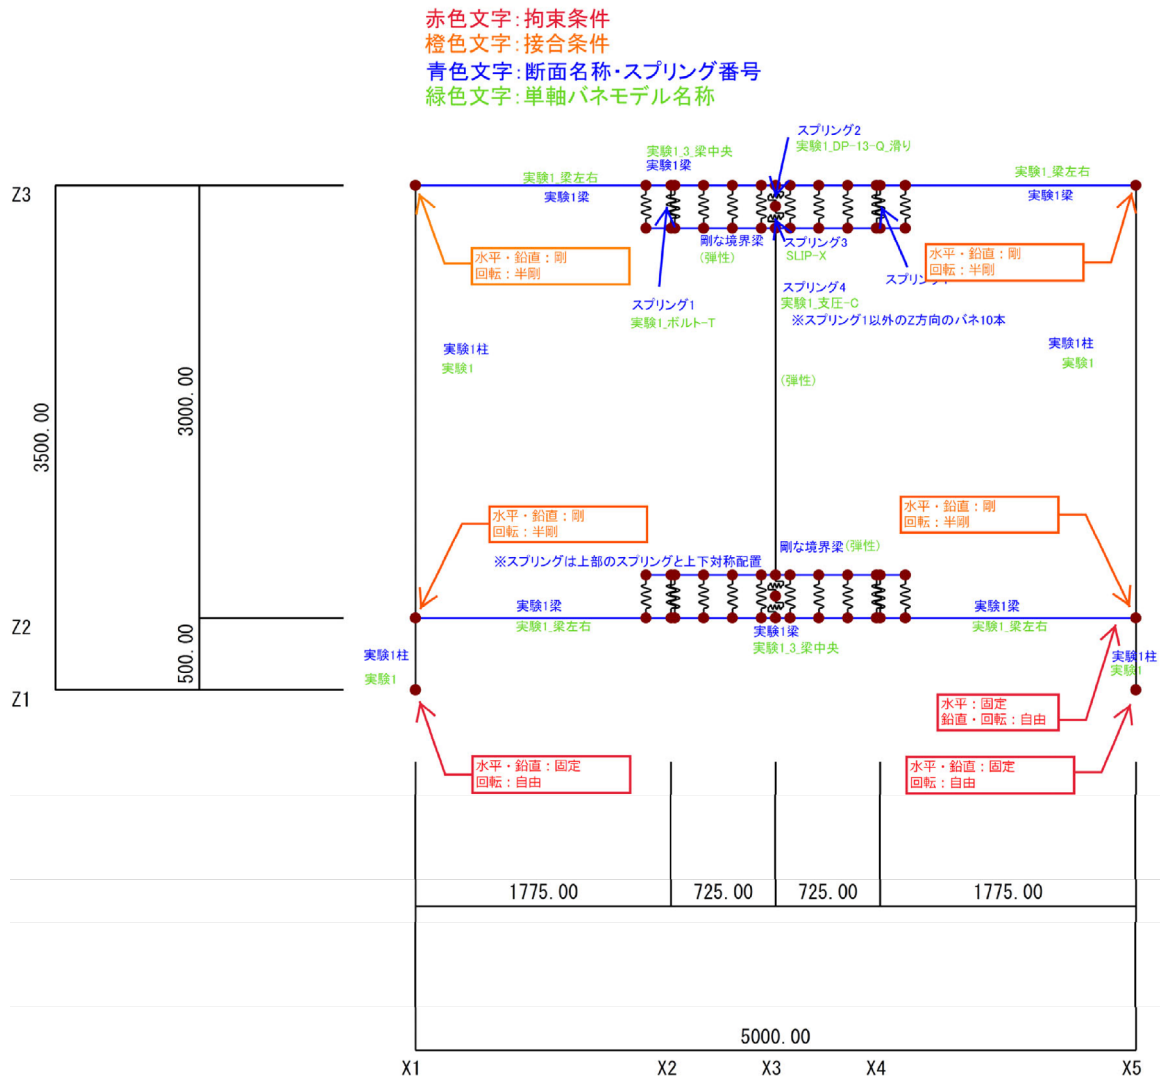 赤色文字：拘束条件
橙色文字：接合条件
青色文字：断面名称・スプリング番号
緑色文字：単軸バネモデル名称
スプリング2
実験1_DP-13-Q_滑り
実験1_3_梁中央
実験1梁
実験1_梁左右
実験1梁
実験1_梁左右
実験1梁
Z3
剛な境界梁
(弾性)
スプリング3
SLIP-X
水平・鉛直：剛
回転：半剛
水平・鉛直：剛
回転：半剛
スプリング4
実験1_支圧-C
※スプリング1以外のZ方向のバネ10本
スプリング1
実験1_ボルト-T
実験1柱
実験1
実験1柱
実験1
(弾性)
3000.00
3500.00
水平・鉛直：剛
回転：半剛
水平・鉛直：剛
回転：半剛
剛な境界梁(弾性)
※スプリングは上部のスプリングと上下対称配置
実験1梁
実験1_梁左右
実験1梁
実験1_3_梁中央
実験1梁
実験1_梁左右
Z2
500.00
実験1柱
実験1
実験1柱
実験1
Z1
水平：固定
鉛直・回転：自由
水平・鉛直：固定
回転：自由
水平・鉛直：固定
回転：自由
1775.00
725.00
725.00
1775.00
5000.00
X1
X2
X3
X4
X5